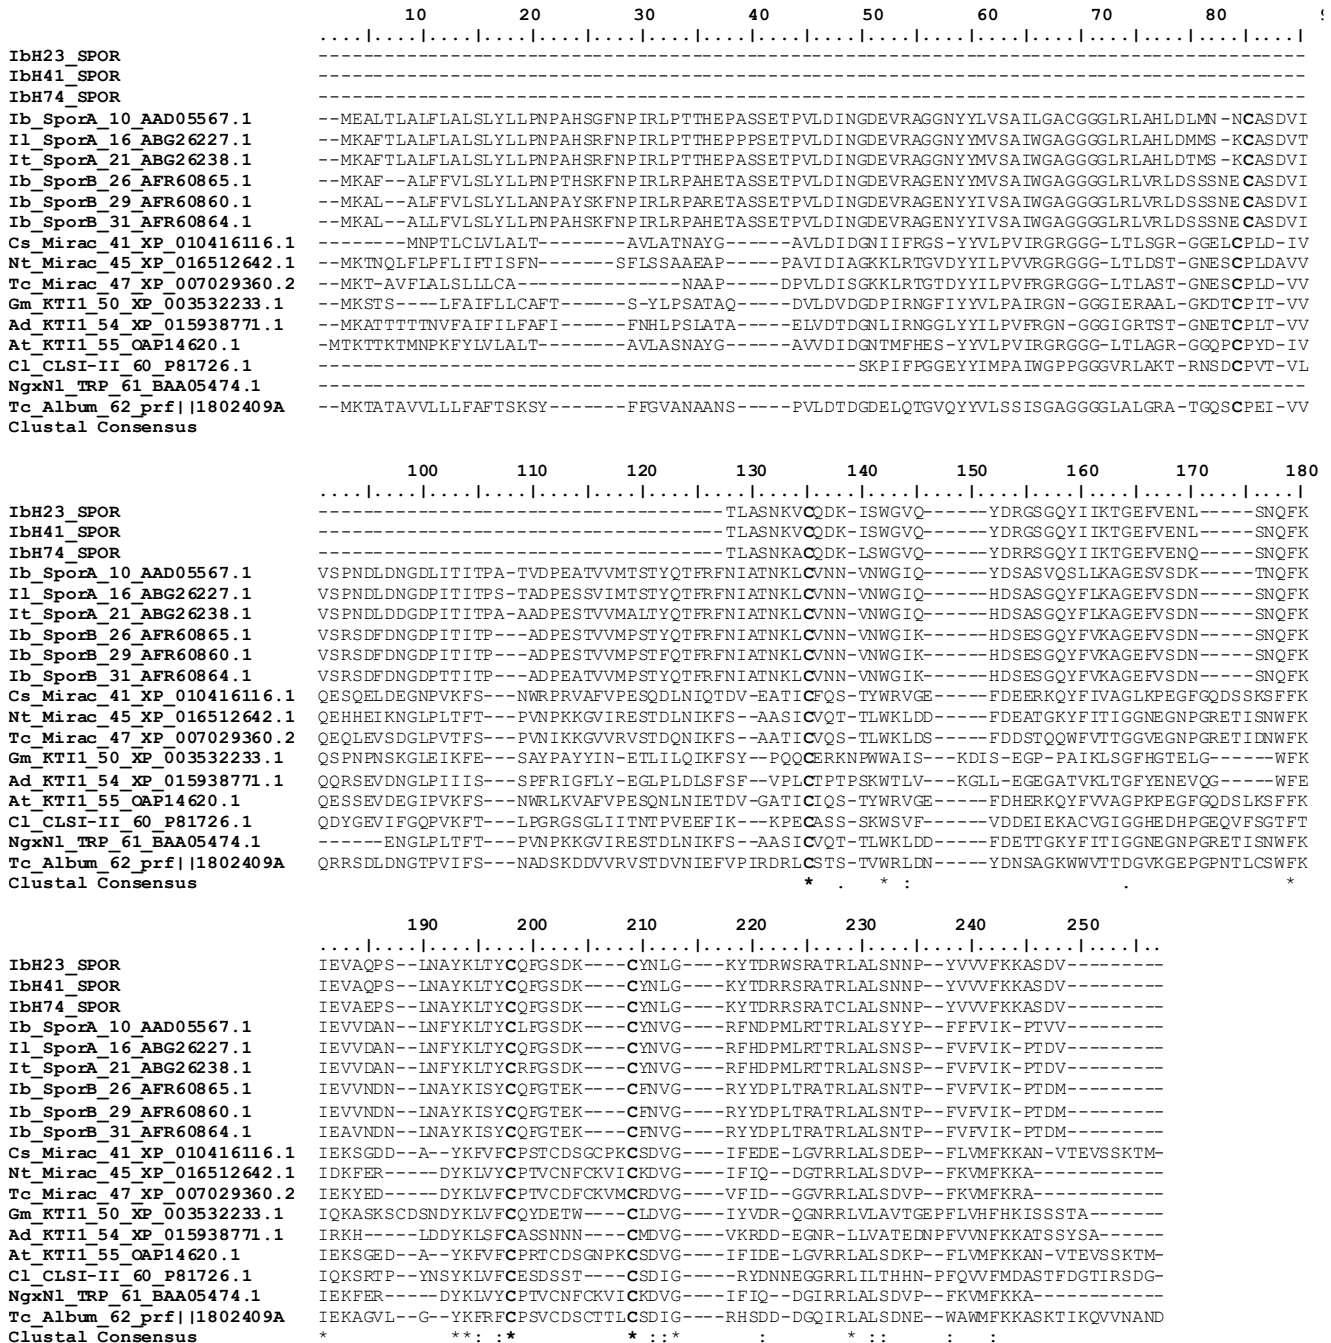 10 20 30 40 50 60 70 80 9
....|....|....|....|....|....|....|....|....|....|....|....|....|....|....|....|....|....|
IbH23_SPOR ------------------------------------------------------------------------------------------
IbH41_SPOR ------------------------------------------------------------------------------------------
IbH74_SPOR ------------------------------------------------------------------------------------------
Ib_SporA_10_AAD05567.1 --MEALTLALFLALSLYLLPNPAHSGFNPIRLPTTHEPASSETPVLDINGDEVRAGGNYYLVSAILGACGGGLRLAHLDLMN-NCASDVI
Il_SporA_16_ABG26227.1 --MKAFTLALFLALSLYLLPNPAHSRFNPIRLPTTHEPPPSETPVLDINGDEVRAGGNYYMVSAIWGAGGGGLRLAHLDMMS-KCASDVT
It_SporA_21_ABG26238.1 --MKAFTLALFLALSLYLLPNPAHSKFNPIRLPTTHEPASSETPVLDINGDEVRAGGNYYMVSAIWGAGGGGLRLAHLDTMS-KCASDVI
Ib_SporB_26_AFR60865.1 --MKAF--ALFFVLSLYLLPNPTHSKFNPIRLRPAHETASSETPVLDINGDEVRAGENYYMVSAIWGAGGGGLRLVRLDSSSNECASDVI
Ib_SporB_29_AFR60860.1 --MKAL--ALFFVLSLYLLANPAYSKFNPIRLRPARETASSETPVLDINGDEVRAGENYYIVSAIWGAGGGGLRLVRLDSSSNECASDVI
Ib_SporB_31_AFR60864.1 --MKAL--ALFFVLSLYLLPNPAHSKFNPIRLRPAHETASSETPVLDINGDEVRAGENYYIVSAIWGAGGGGLRLVRLDSSSNECASDVI
Cs_Mirac_41_XP_010416116.1 --------MNPTLCLVLALT--------AVLATNAYG------AVLDIDGNIIFRGS-YYVLPVIRGRGGG-LTLSGR-GGELCPLD-IV
Nt_Mirac_45_XP_016512642.1 --MKTNQLFLPFLIFTISFN-------SFLSSAAEAP------PAVIDIAGKKLRTGVDYYILPVVRGRGGG-LTLDST-GNESCPLDAVV
Tc_Mirac_47_XP_007029360.2 --MKT-AVFLALSLLLCA---------------NAAP-----DSPVLDISGKKLRTGTDYYILPVFRGRGGG-LTLAST-GNESCPLD-VV
Gm_KTI1_50_XP_003532233.1 --MKSTS----LFAIFLLCAFT------S-YLPSATAQ-----DVLDVDGDPIRNGFIYYVLPAIRGN-GGGIERAAL-GKDTCPIT-VV
Ad_KTI1_54_XP_015938771.1 --MKATTTTTNVFAIFILFAFI------FNHLPSLATA-----ELVDTDGNLIRNGGLYYILPVFRGN-GGGIGRTST-GNETCPLT-VV
At_KTI1_55_OAP14620.1 -MTKTTKTMNPKFYLVLALT--------AVLASNAYG------AVVDIDGNTMFHES-YYVLPVIRGRGGG-LTLAGR-GGQPCPYD-IV
Cl_CLSI-II_60_P81726.1 -------------------------------------------------SKPIFPGGEYYIMPAIWGPPGGGVRLAKT-RNSDCPVT-VL
NgxNl_TRP_61_BAA05474.1 ------------------------------------------------------------------------------------------
Tc_Album_62_prf||1802409A --MKTATAVVLLLFAFTSKSY-------FFGVANAANS-----PVLDTDGDELQTGVQYYVLSSISGAGGGGLALGRA-TGQSCPEI-VV
Clustal Consensus
100 110 120 130 140 150 160 170 180
....|....|....|....|....|....|....|....|....|....|....|....|....|....|....|....|....|....|
IbH23_SPOR -------------------------------------TLASNKVCQDK-ISWGVQ------YDRGSGQYIIKTGEFVENL-----SNQFK
IbH41_SPOR -------------------------------------TLASNKVCQDK-ISWGVQ------YDRGSGQYIIKTGEFVENL-----SNQFK
IbH74_SPOR -------------------------------------TLASNKACQDK-LSWGVQ------YDRRSGQYIIKTGEFVENQ-----SNQFK
Ib_SporA_10_AAD05567.1 VSPNDLDNGDLITITPA-TVDPEATVVMTSTYQTFRFNIATNKLCVNN-VNWGIQ------YDSASVQSLLKAGESVSDK-----TNQFK
Il_SporA_16_ABG26227.1 VSPNDLDNGDPITITPS-TADPESSVIMTSTYQTFRFNIATNKLCVNN-VNWGIQ------HDSASGQYFLKAGEFVSDN-----SNQFK
It_SporA_21_ABG26238.1 VSPNDLDDGDPITITPA-AADPESTVVMALTYQTFRFNIATNKLCVNN-VNWGIQ------HDSASGQYFLKAGEFVSDN-----SNQFK
Ib_SporB_26_AFR60865.1 VSRSDFDNGDPITITP---ADPESTVVMPSTYQTFRFNIATNKLCVNN-VNWGIK------HDSESGQYFVKAGEFVSDN-----SNQFK
Ib_SporB_29_AFR60860.1 VSRSDFDNGDPITITP---ADPESTVVMPSTFQTFRFNIATNKLCVNN-VNWGIK------HDSESGQYFVKAGEFVSDN-----SNQFK
Ib_SporB_31_AFR60864.1 VSRSDFDNGDPITITP---ADPEATVVMPSTYQTFRFNIATNKLCVNN-VNWGIK------HDSESGQYFVKAGEFVSDN-----SNQFK
Cs_Mirac_41_XP_010416116.1 QESQELDEGNPVKFS---NWRPRVAFVPESQDLNIQTDV-EATICFQS-TYWRVGE-----FDEERKQYFIVAGLKPEGFGQDSSKSFFK
Nt_Mirac_45_XP_016512642.1 QEHHEIKNGLPLTFT---PVNPKKGVIRESTDLNIKFS--AASICVQT-TLWKLDD-----FDEATGKYFITIGGNEGNPGRETISNWFK
Tc_Mirac_47_XP_007029360.2 QEQLEVSDGLPVTFS---PVNIKKGVVRVSTDQNIKFS--AATICVQS-TLWKLDS-----FDDSTQQWFVTTGGVEGNPGRETIDNWFK
Gm_KTI1_50_XP_003532233.1 QSPNPNSKGLEIKFE---SAYPAYYIN-ETLILQIKFSY--PQQCERKNPWWAIS---KDIS-EGP-PAIKLSGFHGTELG------WFK
Ad_KTI1_54_XP_015938771.1 QQRSEVDNGLPIIIS---SPFRIGFLY-EGLPLDLSFSF--VPLCTPTPSKWTLV---KGLL-EGEGATVKLTGFYENEVQG-----WFE
At_KTI1_55_OAP14620.1 QESSEVDEGIPVKFS---NWRLKVAFVPESQNLNIETDV-GATICIQS-TYWRVGE-----FDHERKQYFVVAGPKPEGFGQDSLKSFFK
Cl_CLSI-II_60_P81726.1 QDYGEVIFGQPVKFT---LPGRGSGLIITNTPVEEFIK---KPECASS-SKWSVF-----VDDEIEKACVGIGGHEDHPGEQVFSGTFT
NgxNl_TRP_61_BAA05474.1 ------ENGLPLTFT---PVNPKKGVIRESTDLNIKFS--AASICVQT-TLWKLDD-----FDETTGKYFITIGGNEGNPGRETISNWFK
Tc_Album_62_prf||1802409A QRRSDLDNGTPVIFS---NADSKDDVVRVSTDVNIEFVPIRDRLCSTS-TVWRLDN-----YDNSAGKWWVTTDGVKGEPGPNTLCSWFK
Clustal Consensus * . * : . *
190 200 210 220 230 240 250
....|....|....|....|....|....|....|....|....|....|....|....|....|....|....|..
IbH23_SPOR IEVAQPS--LNAYKLTYCQFGSDK----CYNLG----KYTDRWSRATRLALSNNP--YVVVFKKASDV---------
IbH41_SPOR IEVAQPS--LNAYKLTYCQFGSDK----CYNLG----KYTDRRSRATRLALSNNP--YVVVFKKASDV---------
IbH74_SPOR IEVAEPS--LNAYKLTYCQFGSDK----CYNLG----KYTDRRSRATCLALSNNP--YVVVFKKASDV---------
Ib_SporA_10_AAD05567.1 IEVVDAN--LNFYKLTYCLFGSDK----CYNVG----RFNDPMLRTTRLALSYYP--FFFVIK-PTVV---------
Il_SporA_16_ABG26227.1 IEVVDAN--LNFYKLTYCQFGSDK----CYNVG----RFHDPMLRTTRLALSNSP--FVFVIK-PTDV---------
It_SporA_21_ABG26238.1 IEVVDAN--LNFYKLTYCRFGSDK----CYNVG----RFHDPMLRTTRLALSNSP--FVFVIK-PTDV---------
Ib_SporB_26_AFR60865.1 IEVVNDN--LNAYKISYCQFGTEK----CFNVG----RYYDPLTRATRLALSNTP--FVFVIK-PTDM---------
Ib_SporB_29_AFR60860.1 IEVVNDN--LNAYKISYCQFGTEK----CFNVG----RYYDPLTRATRLALSNTP--FVFVIK-PTDM---------
Ib_SporB_31_AFR60864.1 IEAVNDN--LNAYKISYCQFGTEK----CFNVG----RYYDPLTRATRLALSNTP--FVFVIK-PTDM---------
Cs_Mirac_41_XP_010416116.1 IEKSGDD--A-YKFVFCPSTCDSGCPKCSDVG----IFEDE-LGVRRLALSDEP-FLVMFKKAN-VTEVSSKTM-
Nt_Mirac_45_XP_016512642.1 IDKFER-----DYKLVYCPTVCNFCKVICKDVG----IFIQ--DGTRRLALSDVP--FKVMFKKA------------
Tc_Mirac_47_XP_007029360.2 IEKYED-----DYKLVFCPTVCDFCKVMCRDVG----VFID--GGVRRLALSDVP--FKVMFKRA------------
Gm_KTI1_50_XP_003532233.1 IQKASKSCDSNDYKLVFCQYDETW----CLDVG----IYVDR-QGNRRLVLAVTGEPFLVHFHKISSSTA-------
Ad_KTI1_54_XP_015938771.1 IRKH-----LDDYKLSFCASSNNN----CMDVG----VKRDD-EGNR-LLVATEDNPFVVNFKKATSSYSA------
At_KTI1_55_OAP14620.1 IEKSGED--A-YKFVFCPRTCDSGNPKCSDVG----IFIDE-LGVRRLALSDKP--FLVMFKKAN-VTEVSSKTM-
Cl_CLSI-II_60_P81726.1 IQKSRTP--YNSYKLVFCESDSST----CSDIG----RYDNNEGGRRLILTHHN-PFQVVFMDASTFDGTIRSDG-
NgxNl_TRP_61_BAA05474.1 IEKFER-----DYKLVYCPTVCNFCKVICKDVG----IFIQ--DGIRRLALSDVP--FKVMFKKA------------
Tc_Album_62_prf||1802409A IEKAGVL--G-YKFRFCPSVCDSCTTLCSDIG----RHSDD-DGQIRLALSDNE--WAWMFKKASKTIKQVVNAND
Clustal Consensus * **: :* * ::* : * :: : :